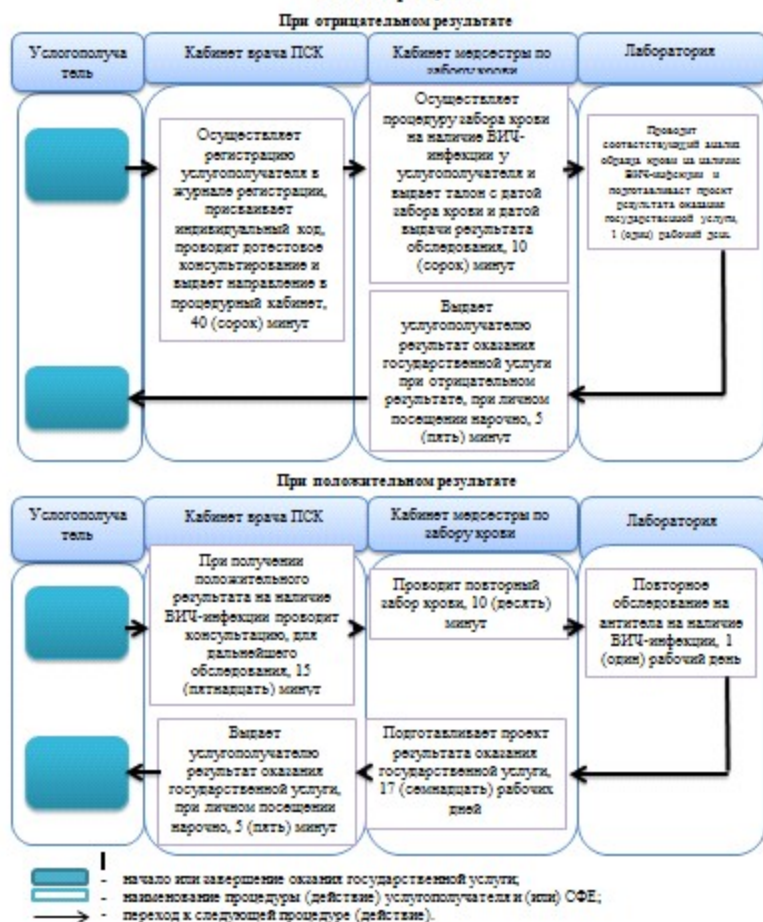 При отрицательном результате
Услогополуча
тель
Кабинет врача ПСК
Кабинет медсестры по
забору крови
Лаборатория
Осуществляет
регистрацию
услугополучателя в
журнале регистрации,
присваивает
индивидуальный код,
проводит дотестовое
консультирование и
выдает направление в
процедурный кабинет,
40 (сорок) минут
Осуществляет
процедуру забора крови
на наличие ВИЧ-
инфекции у
услугополучателя и
выдает талон с датой
забора крови и датой
выдачи результата
обследования, 10
(сорок) минут
Проводит
соответствующий анализ
образца крови на наличие
ВИЧ-инфекции и
подготавливает проект
результата оказания
государственной услуги,
1 (один) рабочий день
Выдает
услугополучателю
результат оказания
государственной услуги
при отрицательном
результате, при личном
посещении нарочно, 5
(пять) минут
При положительном результате
Услогополуча
тель
Кабинет врача ПСК
Кабинет медсестры по
забору крови
Лаборатория
При получении
положительного
результата на наличие
ВИЧ-инфекции проводит
консультацию, для
дальнейшего
обследования, 15
(пятнадцать) минут
Проводит повторный
забор крови, 10 (десять)
минут
Повторное
обследование на
антитела на наличие
ВИЧ-инфекции, 1
(один) рабочий день
Выдает
услугополучателю
результат оказания
государственной услуги,
при личном посещении
нарочно, 5 (пять) минут
Подготавливает проект
результата оказания
государственной услуги,
17 (семнадцать) рабочих
дней
- начало или завершение окгания государственной услуги;
- наименование процедуры (действие) услугополучателя и (или) СФЕ;
- переход к следующей процедуре (действие).